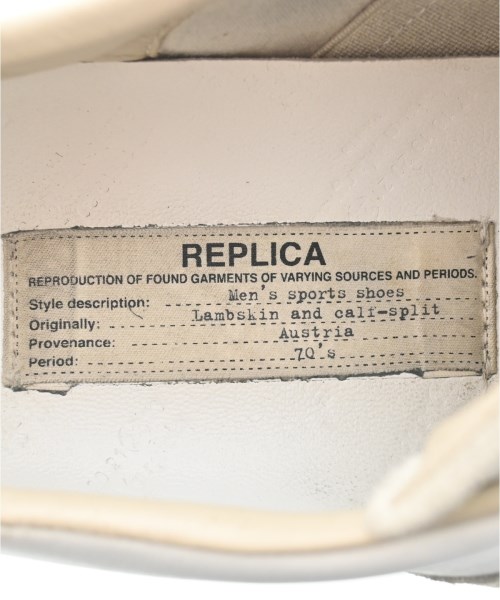 REPLICA
REPRODUCTION OF FOUND GARMENTS OF VARYING SOURCES AND PERIODS.
Style description: Men's sports shoes
Originally: Lambskin and calf-split
Provenance: Austria
Period: 70's